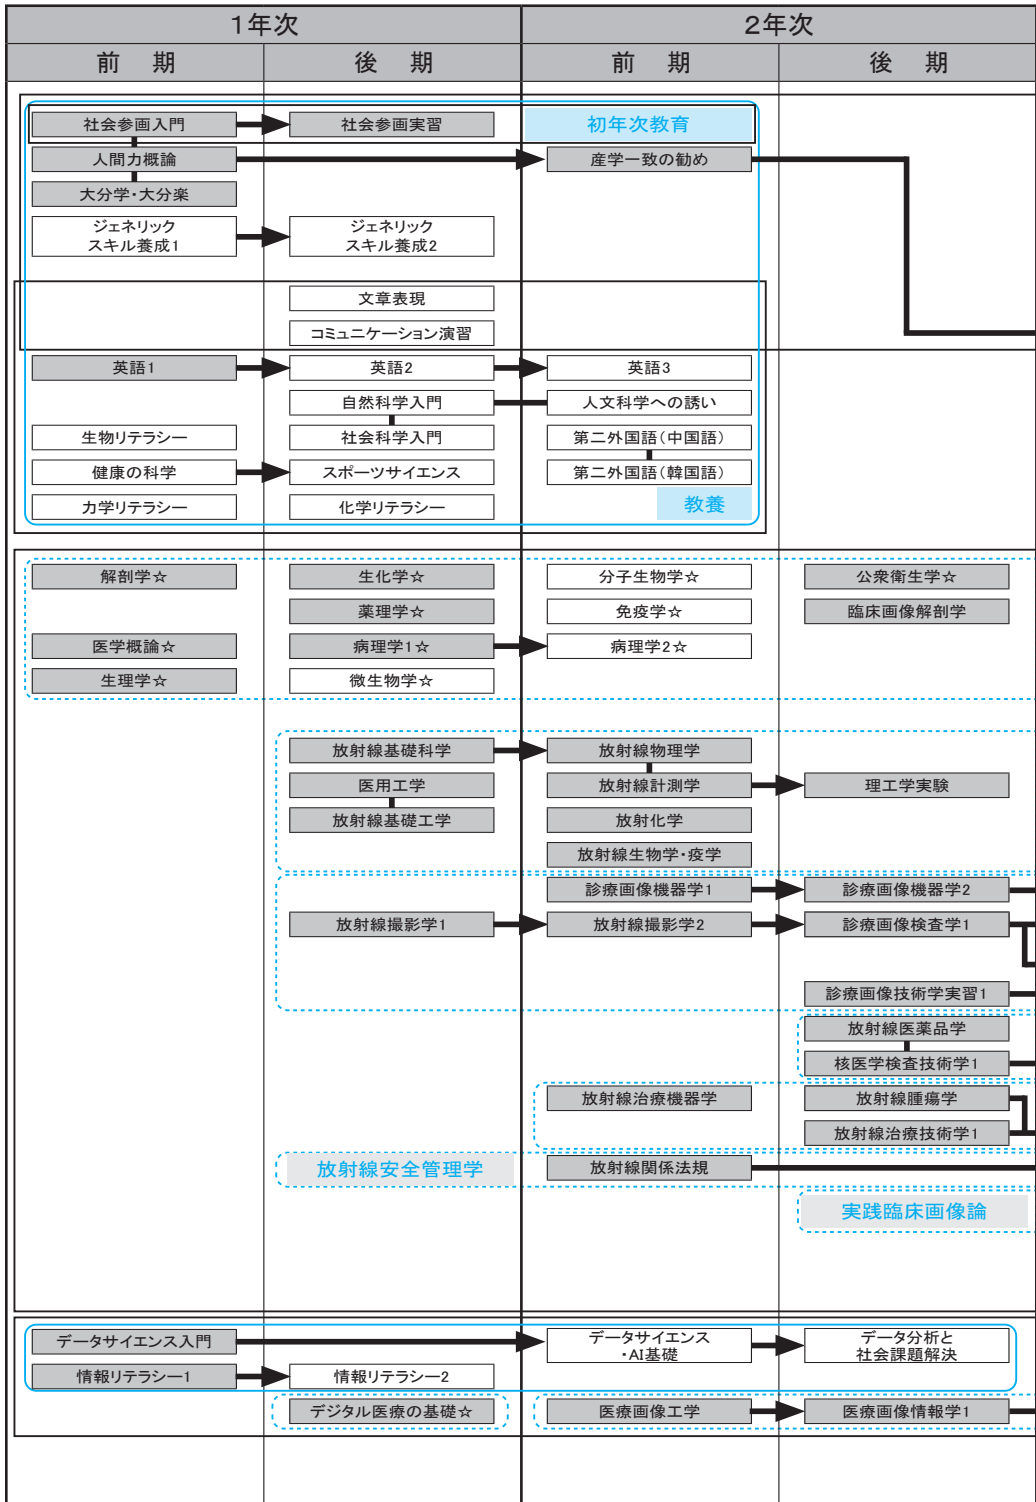 1年次
2年次
前　期
後　期
前　期
後　期
社会参画入門
社会参画実習
初年次教育
人間力概論
産学一致の勧め
大分学・大分楽
ジェネリック
スキル養成1
ジェネリック
スキル養成2
文章表現
コミュニケーション演習
英語1
英語2
英語3
自然科学入門
人文科学への誘い
生物リテラシー
社会科学入門
第二外国語(中国語)
健康の科学
スポーツサイエンス
第二外国語(韓国語)
力学リテラシー
化学リテラシー
教養
解剖学☆
生化学☆
分子生物学☆
公衆衛生学☆
薬理学☆
免疫学☆
臨床画像解剖学
医学概論☆
病理学1☆
病理学2☆
生理学☆
微生物学☆
放射線基礎科学
放射線物理学
医用工学
放射線計測学
理工学実験
放射線基礎工学
放射化学
放射線生物学・疫学
診療画像機器学1
診療画像機器学2
放射線撮影学1
放射線撮影学2
診療画像検査学1
診療画像技術学実習1
放射線医薬品学
核医学検査技術学1
放射線治療機器学
放射線腫瘍学
放射線治療技術学1
放射線安全管理学
放射線関係法規
実践臨床画像論
データサイエンス入門
データサイエンス
・AI基礎
データ分析と
社会課題解決
情報リテラシー1
情報リテラシー2
デジタル医療の基礎☆
医療画像工学
医療画像情報学1